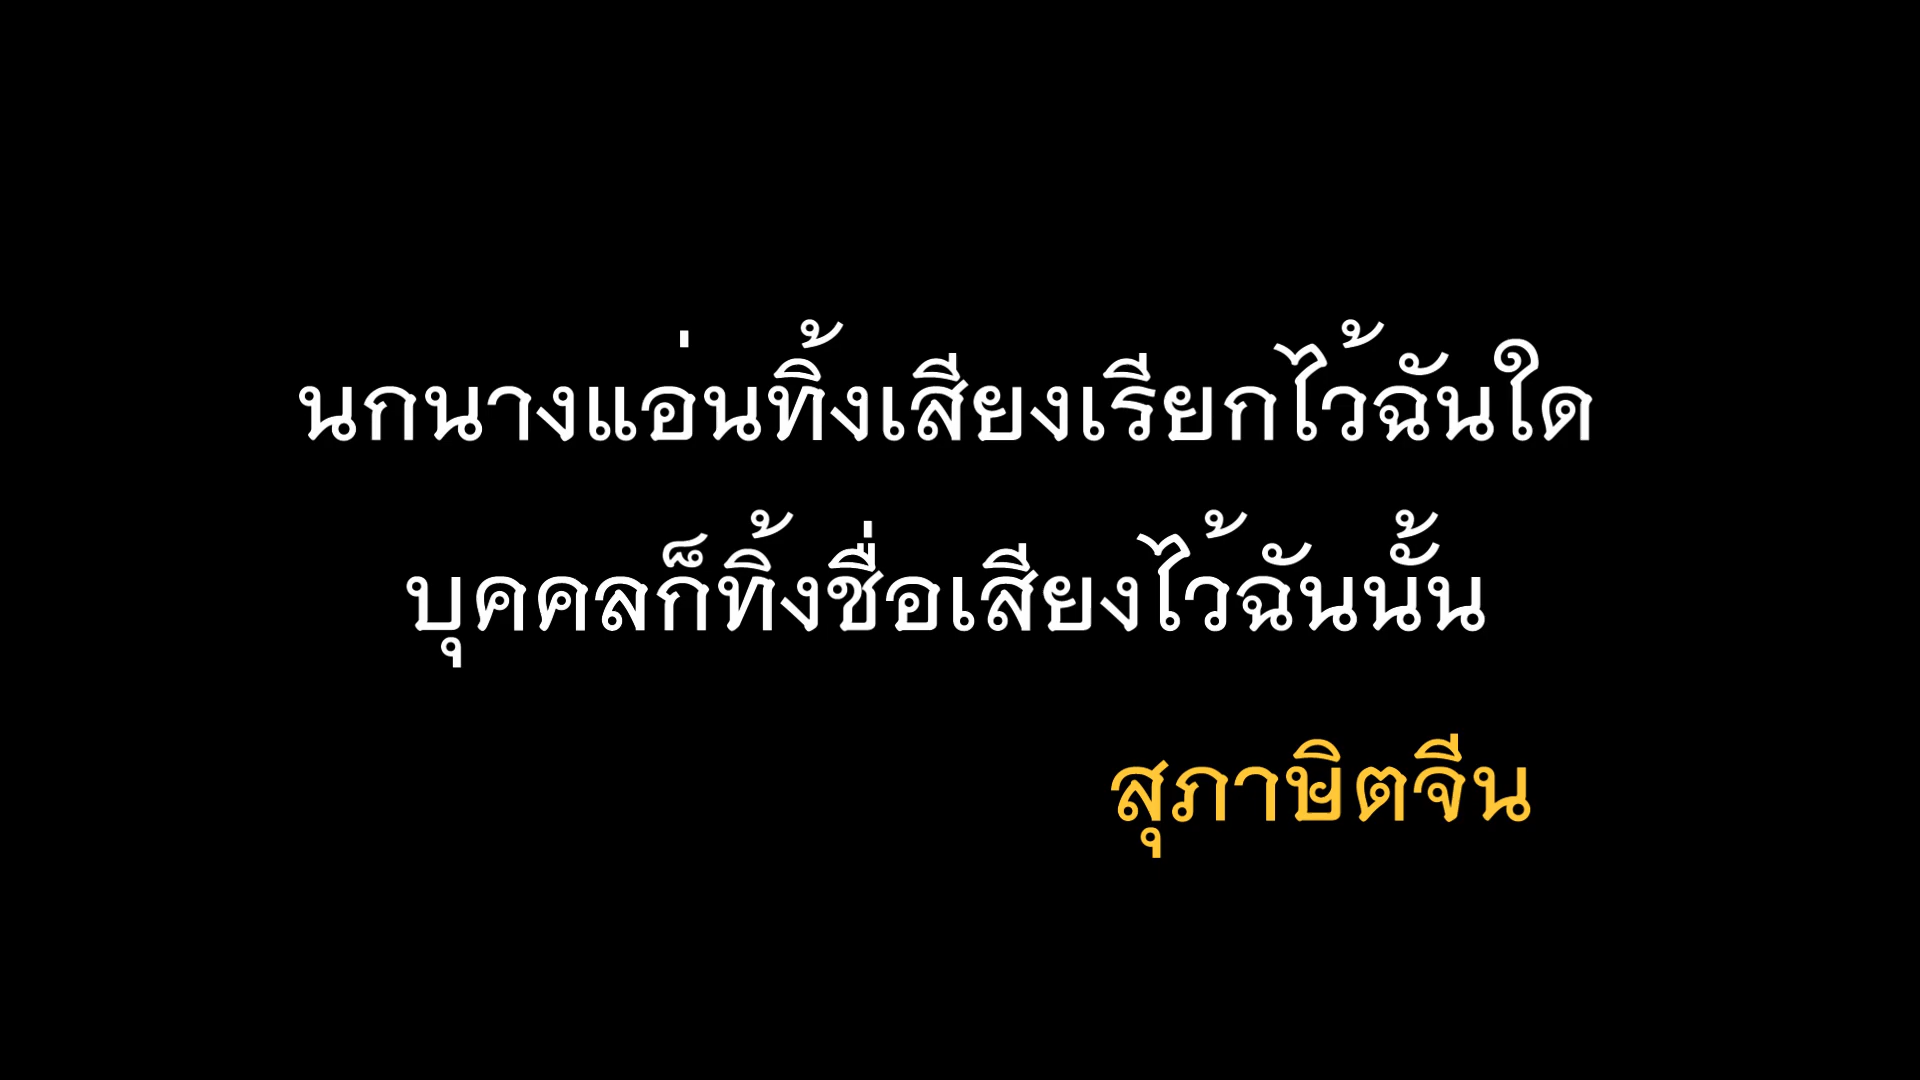 นกนางแอ่นทิ้งเสียงเรียกไว้ฉันใด
บุคคลก็ทิ้งชื่อเสียงไว้ฉันนั้น
สุภาษิตจีน